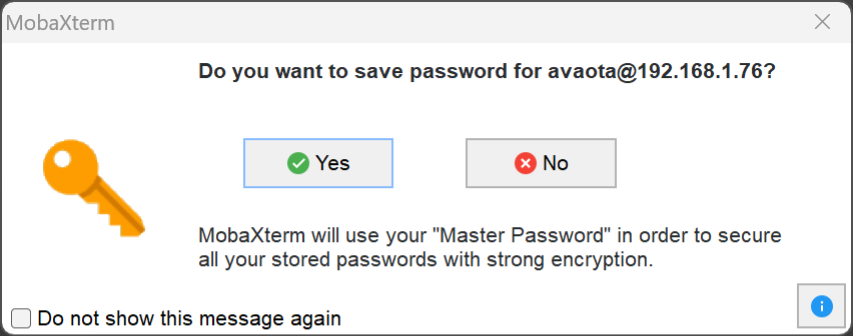 MobaXterm
Do you want to save password for avaota@192.168.1.76?
Yes
No
MobaXterm will use your "Master Password" in order to secure
all your stored passwords with strong encryption.
Do not show this message again